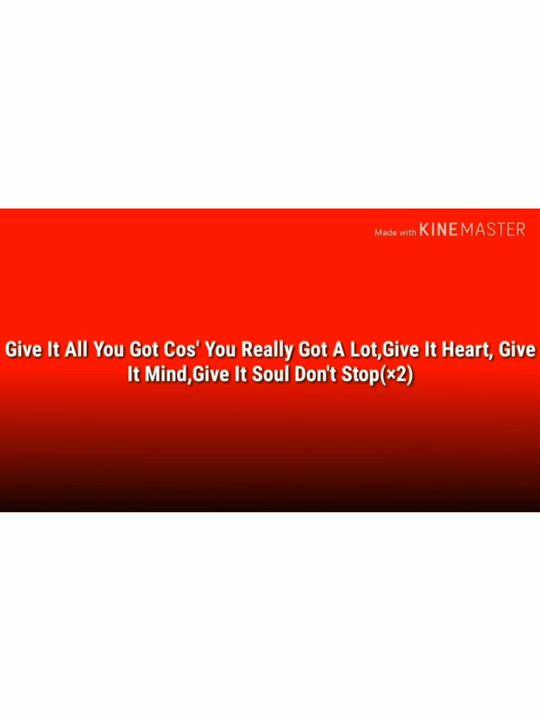 Made with KINEMASTER
Give It All You Got Cos' You Really Got A Lot,Give It Heart, Give
It Mind,Give It Soul Don't Stop(×2)